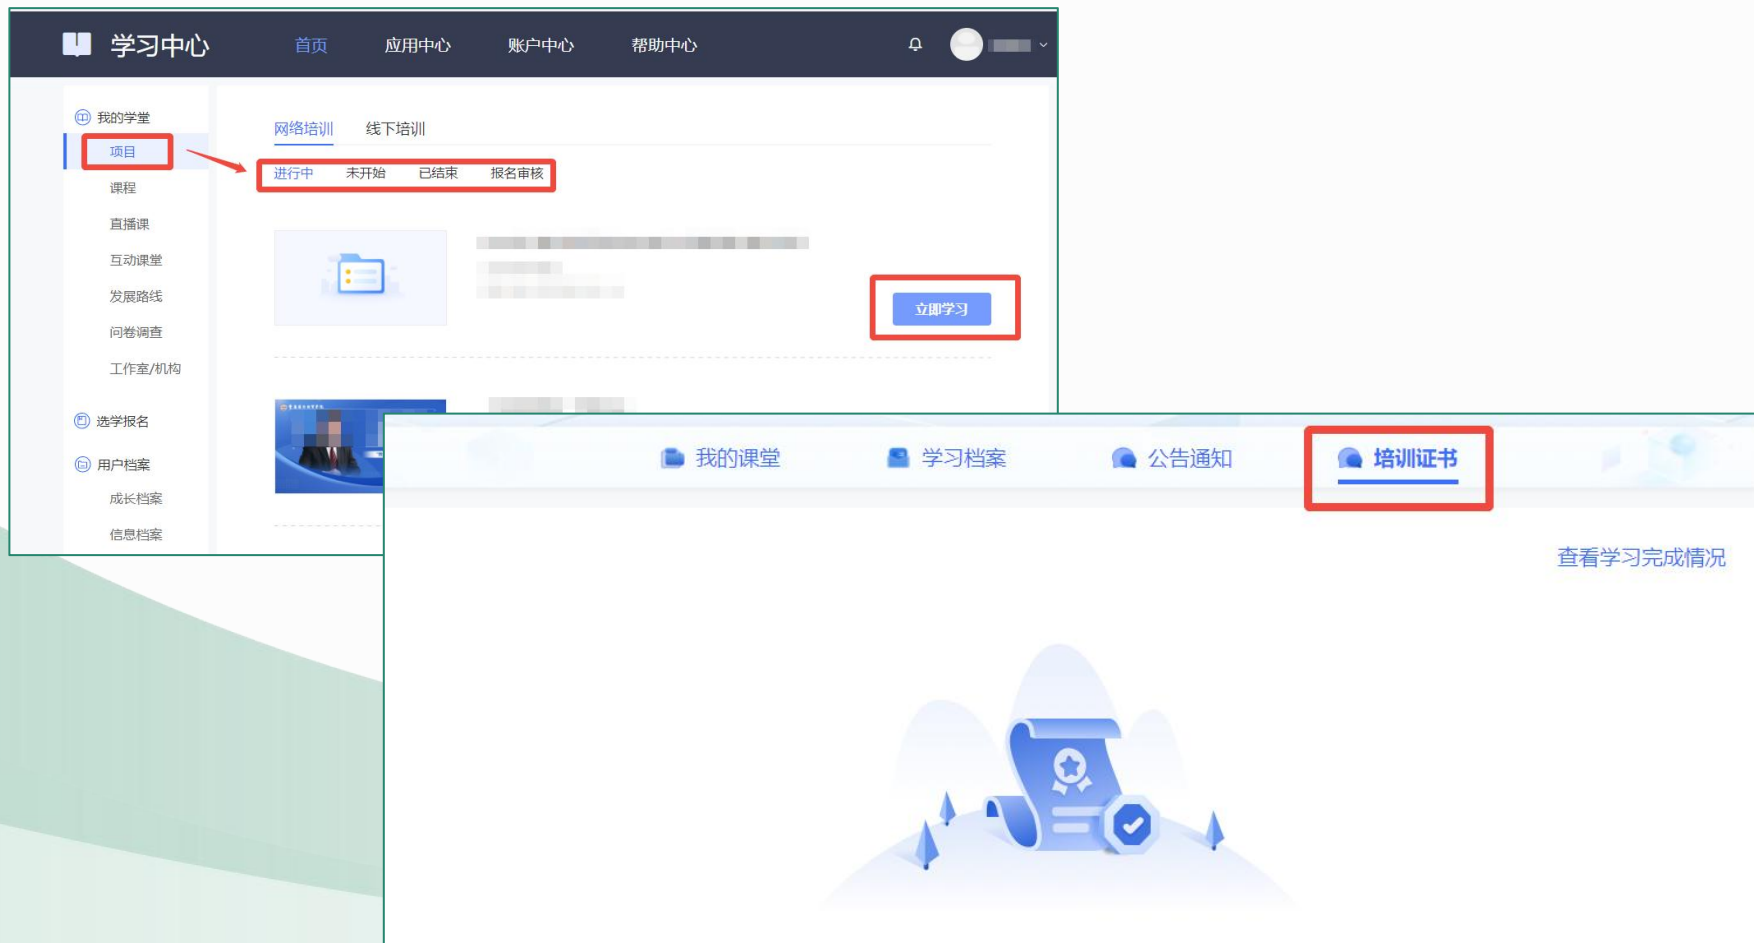 学习中心 首页 应用中心 账户中心 帮助中心
我的学堂
项目
课程
直播课
互动课堂
发展路线
问卷调查
工作室/机构
选学报名
用户档案
成长档案
信息档案
网络培训 线下培训
进行中 未开始 已结束 报名审核
立即学习
我的课堂 学习档案 公告通知 培训证书
查看学习完成情况